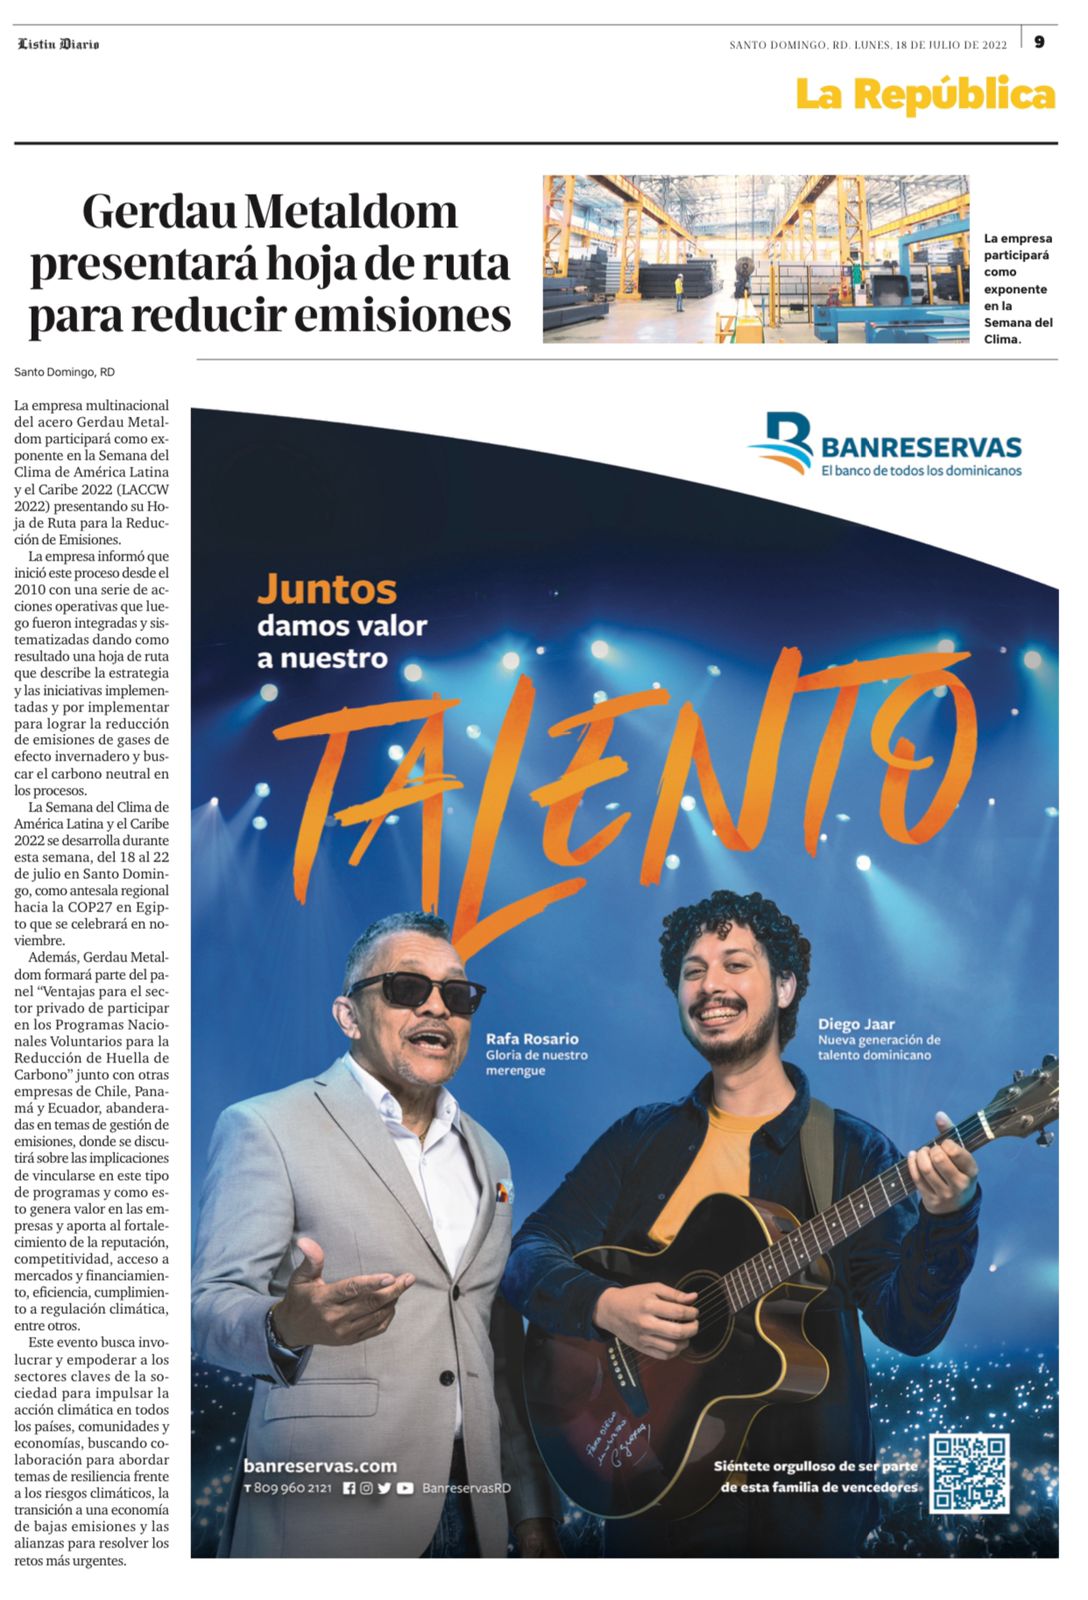 Listin Diario
SANTO DOMINGO, RD. LUNES, 18 DE JULIO DE 2022
9
La República
Gerdau Metaldom
presentará hoja de ruta
para reducir emisiones
La empresa
participará
como
exponente
en la
Semana del
Clima.
Santo Domingo, RD
La empresa multinacional
del acero Gerdau Metal-
dom participará como ex-
ponente en la Semana del
Clima de América Latina
y el Caribe 2022 (LACCW
2022) presentando su Ho-
ja de Ruta para la Reduc-
ción de Emisiones.
La empresa informó que
inició este proceso desde el
2010 con una serie de ac-
ciones operativas que lue-
go fueron integradas y sis-
tematizadas dando como
resultado una hoja de ruta
que describe la estrategia
y las iniciativas implemen-
tadas y por implementar
para lograr la reducción
de emisiones de gases de
efecto invernadero y bus-
car el carbono neutral en
los procesos.
La Semana del Clima de
América Latina y el Caribe
2022 se desarrolla durante
esta semana, del 18 al 22
de julio en Santo Domin-
go, como antesala regional
hacia la COP27 en Egip-
to que se celebrará en no-
viembre.
Además, Gerdau Metal-
dom formará parte del pa-
nel “Ventajas para el sec-
tor privado de participar
en los Programas Nacio-
nales Voluntarios para la
Reducción de Huella de
Carbono” junto con otras
empresas de Chile, Pana-
má y Ecuador, abandera-
das en temas de gestión de
emisiones, donde se discu-
tirá sobre las implicaciones
de vincularse en este tipo
de programas y como es-
to genera valor en las em-
presas y aporta al fortale-
cimiento de la reputación,
competitividad, acceso a
mercados y financiamien-
to, eficiencia, cumplimien-
to a regulación climática,
entre otros.
Este evento busca invo-
lucrar y empoderar a los
sectores claves de la so-
ciedad para impulsar la
acción climática en todos
los países, comunidades y
economías, buscando co-
laboración para abordar
temas de resiliencia frente
a los riesgos climáticos, la
transición a una economía
de bajas emisiones y las
alianzas para resolver los
retos más urgentes.
BANRESERVAS
El banco de todos los dominicanos
Juntos
damos valor
a nuestro
TALENTO
Rafa Rosario
Gloria de nuestro
merengue
Diego Jaar
Nueva generación de
talento dominicano
PARA DIEGO
banreservas.com
T 809 960 2121 BanreservasRD
Siéntete orgulloso de ser parte
de esta familia de vencedores